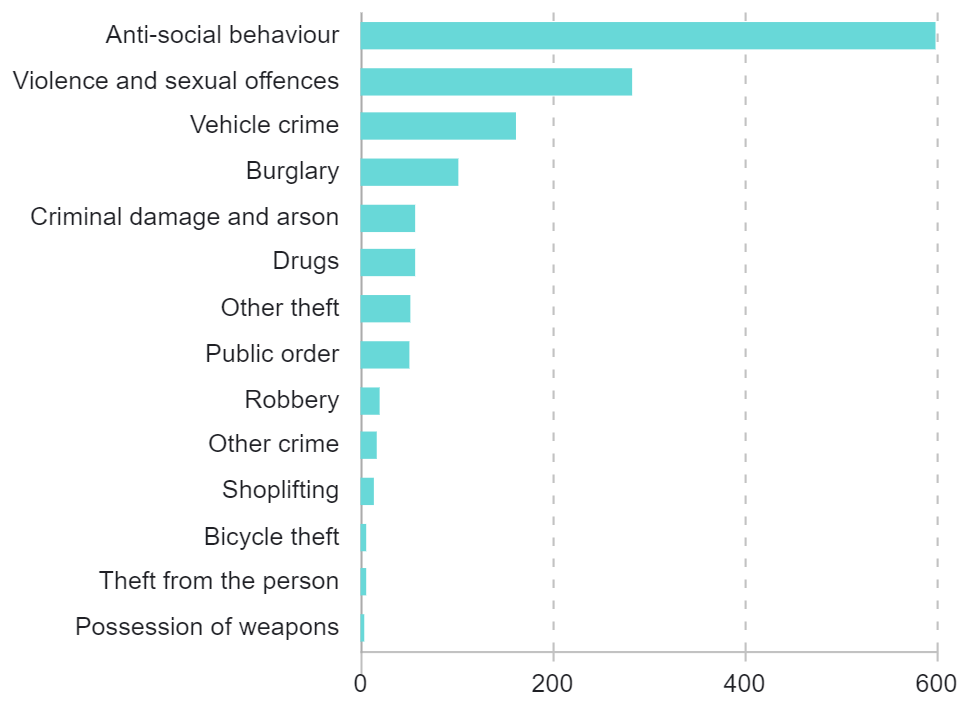 Anti-social behaviour
Violence and sexual offences
Vehicle crime
Burglary
Criminal damage and arson
Drugs
Other theft
Public order
Robbery
Other crime
Shoplifting
Bicycle theft
Theft from the person
Possession of weapons
0 200 400 600